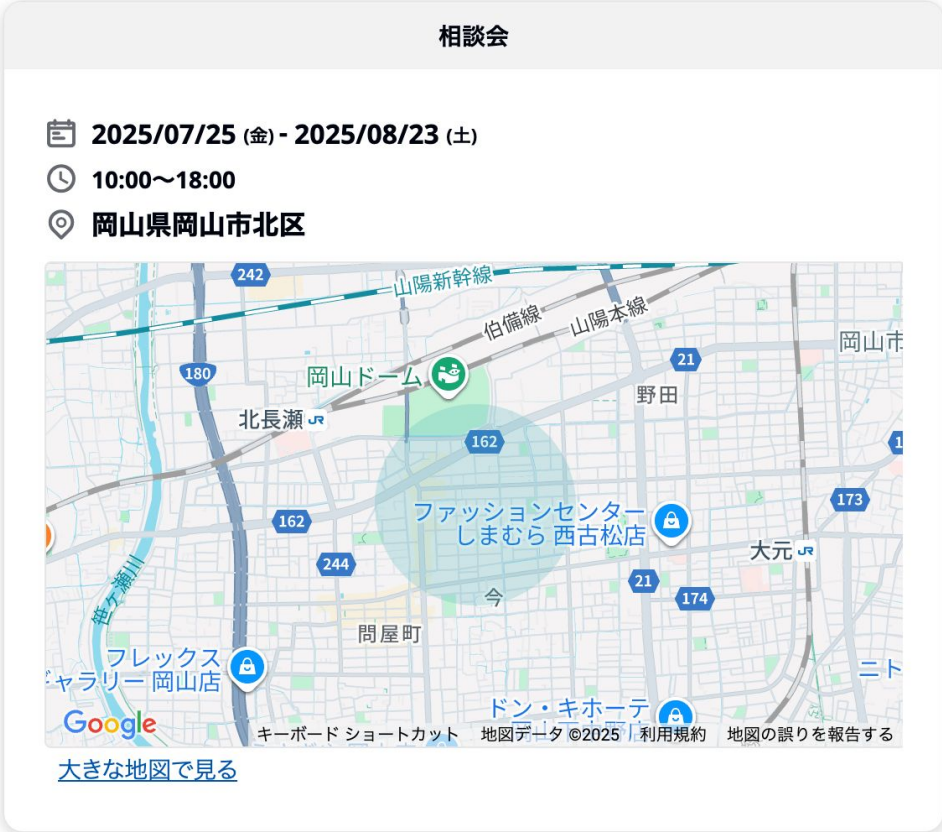 相談会
2025/07/25 (金) - 2025/08/23 (土)
10:00〜18:00
岡山県岡山市北区
242
山陽新幹線
伯備線
山陽本線
岡山市
21
180
岡山ドーム
野田
北長瀬 JR
162
173
ファッションセンター
しまむら 西古松店
162
大元 JR
244
21
174
笹ヶ瀬川
今
問屋町
フレックス
ャラリー 岡山店
ニト
ドン・キホーテ
Google
キーボード ショートカット
地図データ ©2025
利用規約
地図の誤りを報告する
大きな地図で見る